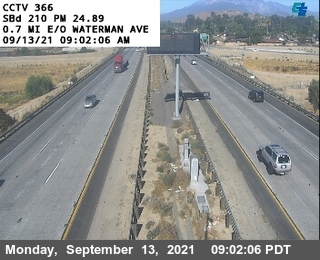 CCTV 366
SBd 210 PM 24.89
0.7 MI E/O WATERMAN AVE
09/13/21 09:02:06 AM
Monday, September 13, 2021 09:02:06 PDT